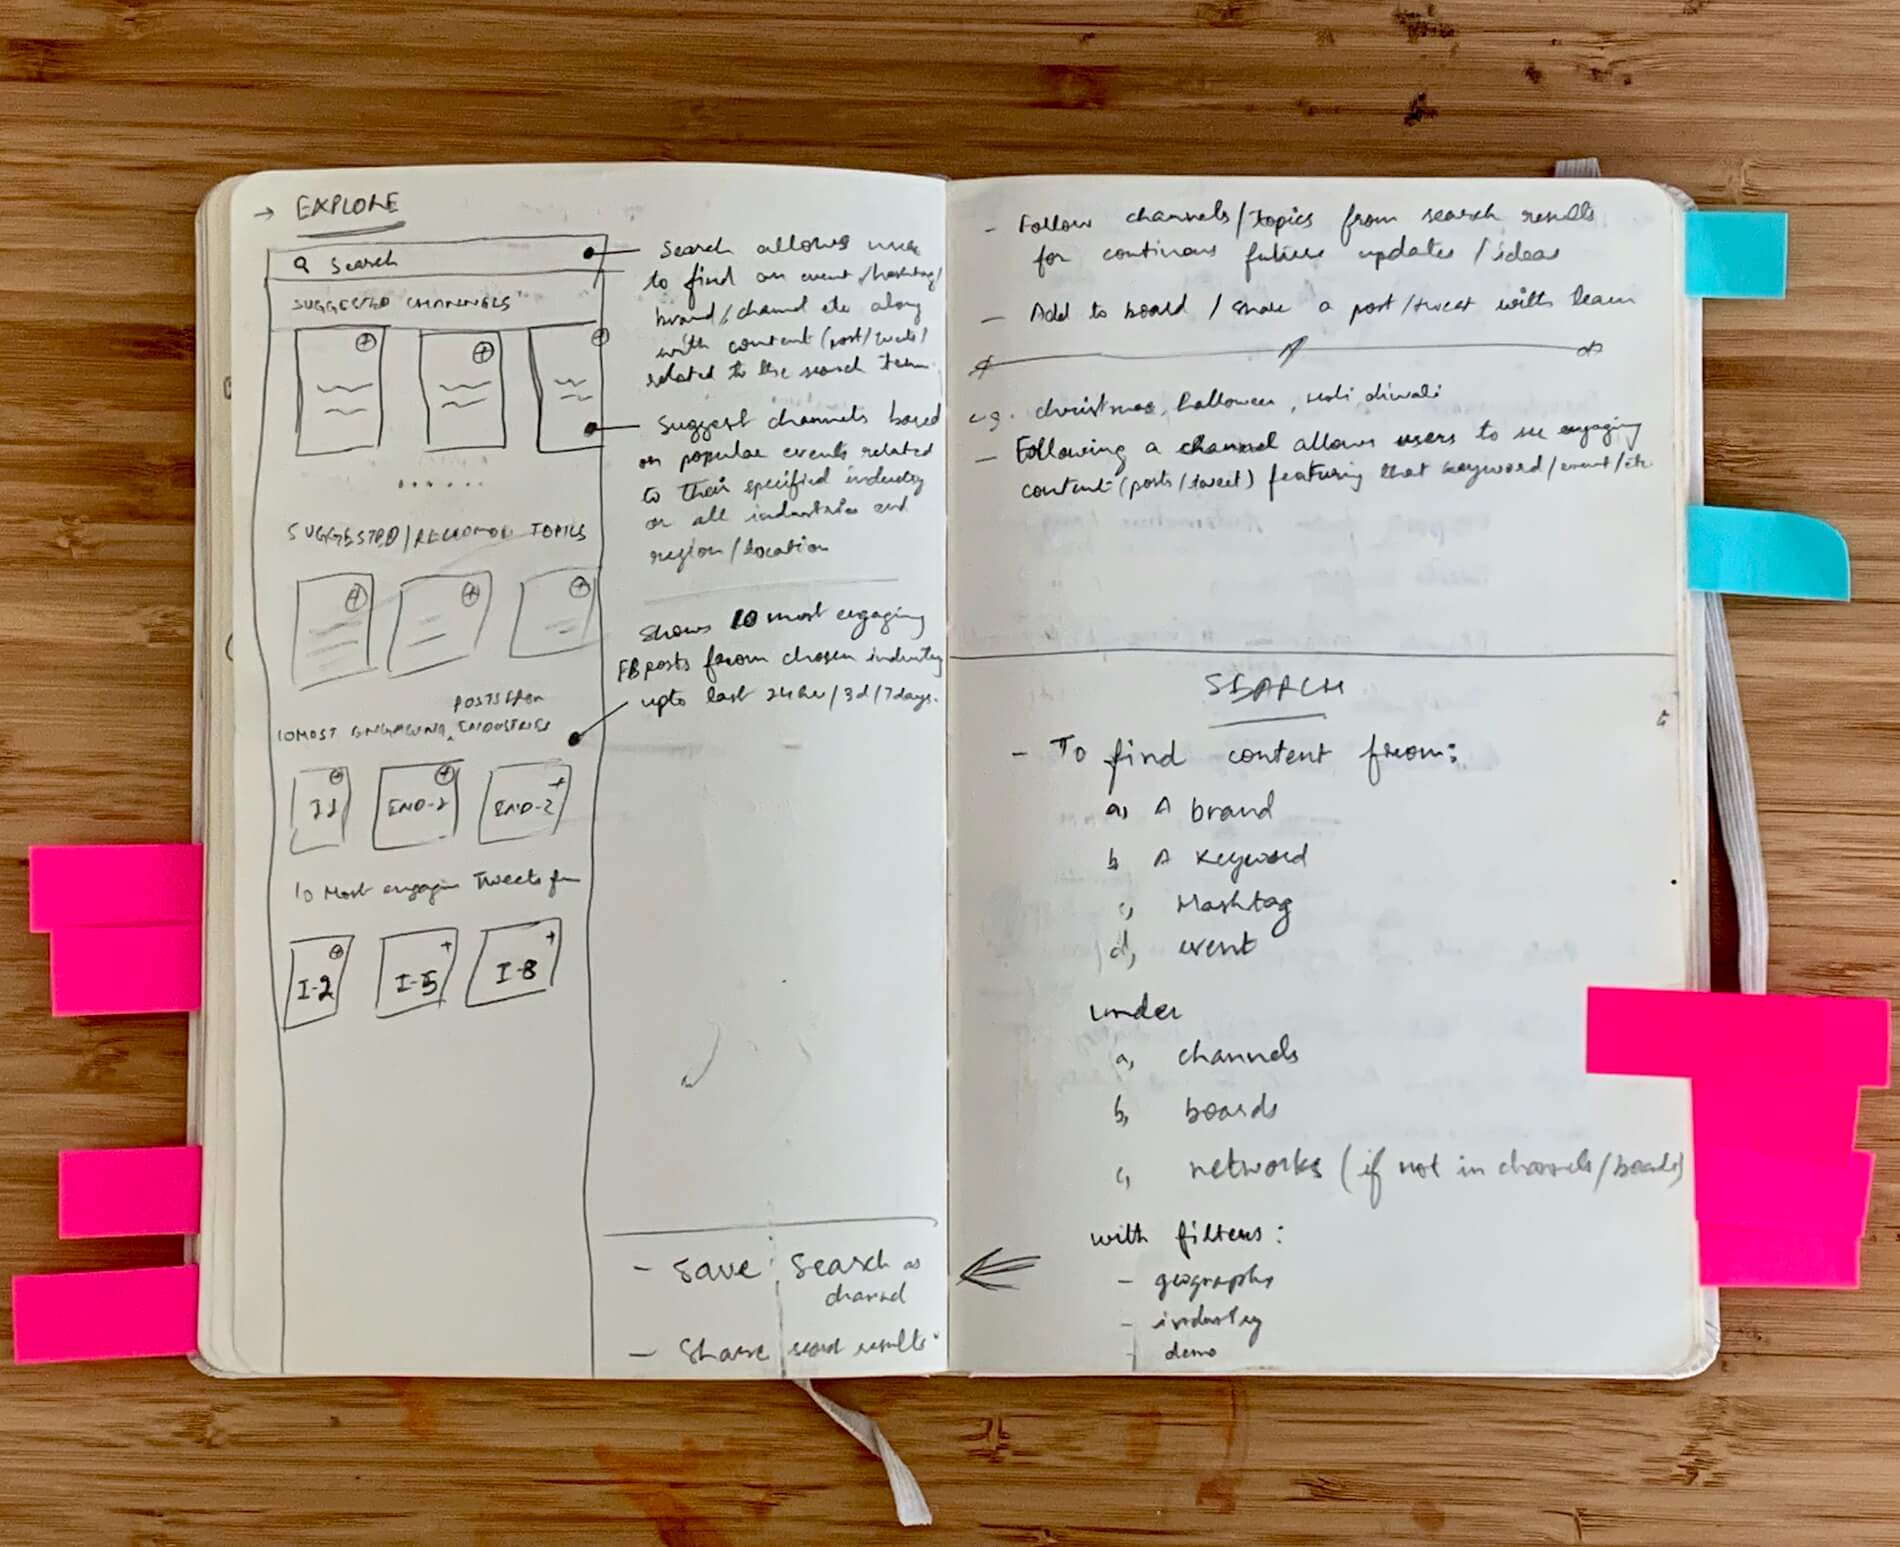 → EXPLORE
Search
SUGGESTED CHANNELS
SUGGESTED/RECOMND TOPICS
POSTS FROM
10 MOST ENGAGING INDUSTRIES
I1
IND-2
IND-2
10 Most engagin Tweets fm
I-2
I-5
I-8
Search allows user
to find an event/hashtag/
brand/channel etc along
with content (post/tweets)
related to the search term
Suggest channels based
on popular events related
to their specified industry
or all industries and
region/location
Shows 10 most engaging
FB posts from chosen industry
upto last 24hr/3d/7days.
- Save Search as
channel
- Share search results
- Follow channels/topics from search results
for continous future updates/ideas
- Add to board / share a post/tweet with team
e.g. christmas, halloween, holi diwali
- Following a channel allows users to see engaging
content (posts/tweet) featuring that keyword/event/etc
SEARCH
- To find content from:
a, A brand
b A keyword
c, Hashtag
d, event
under
a, channels
b, boards
c, networks (if not in channels/boards)
with filters:
- geography
- industry
- demo